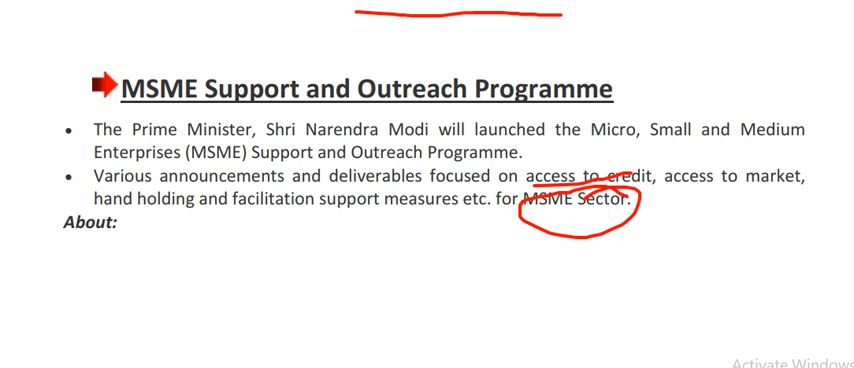 MSME Support and Outreach Programme
• The Prime Minister, Shri Narendra Modi will launched the Micro, Small and Medium
Enterprises (MSME) Support and Outreach Programme.
• Various announcements and deliverables focused on access to credit, access to market,
hand holding and facilitation support measures etc. for MSME Sector.
About:
Activate Windows